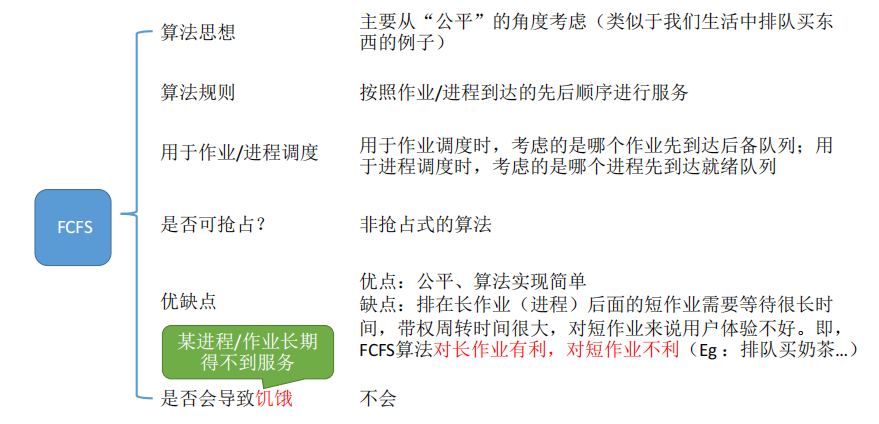 FCFS
算法思想
主要从“公平”的角度考虑（类似于我们生活中排队买东
西的例子）
算法规则
按照作业/进程到达的先后顺序进行服务
用于作业/进程调度
用于作业调度时，考虑的是哪个作业先到达后备队列；用
于进程调度时，考虑的是哪个进程先到达就绪队列
是否可抢占？
非抢占式的算法
优缺点
优点：公平、算法实现简单
缺点：排在长作业（进程）后面的短作业需要等待很长时
间，带权周转时间很大，对短作业来说用户体验不好。即，
FCFS算法对长作业有利，对短作业不利（Eg：排队买奶茶…）
某进程/作业长期
得不到服务
是否会导致饥饿
不会